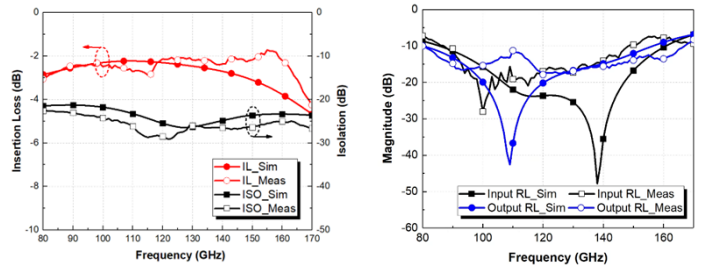 0
-2
-4
-6
-8
-10
Insertion Loss (dB)
0
-10
-20
-30
-40
-50
Isolation (dB)
IL_Sim
IL_Meas
ISO_Sim
ISO_Meas
80 90 100 110 120 130 140 150 160 170
Frequency (GHz)
0
-10
-20
-30
-40
-50
-60
Magnitude (dB)
Input RL_Sim
Input RL_Meas
Output RL_Sim
Output RL_Meas
80 100 120 140 160
Frequency (GHz)